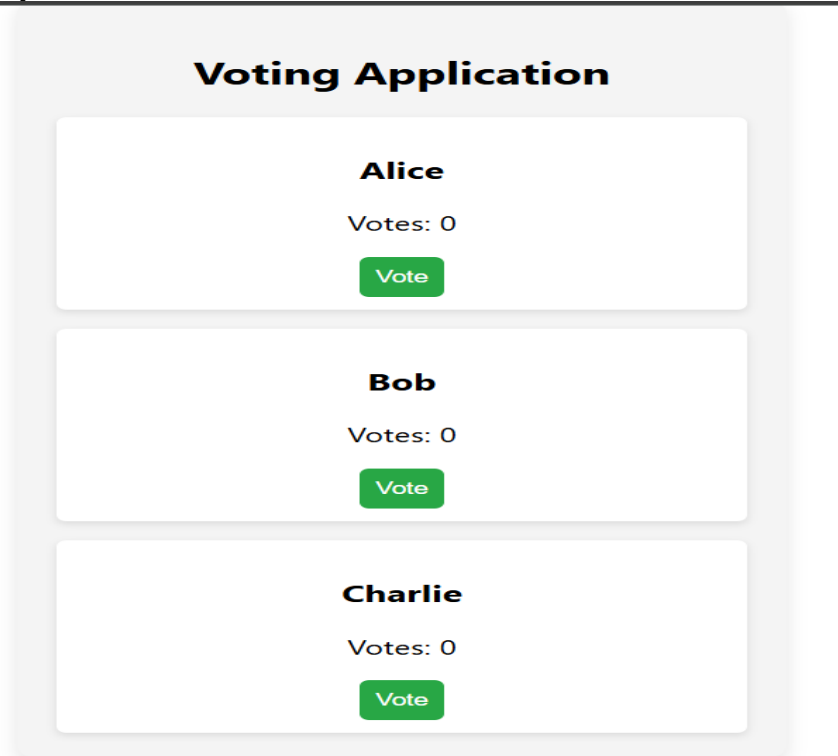 Voting Application
Alice
Votes: 0
Vote
Bob
Votes: 0
Vote
Charlie
Votes: 0
Vote